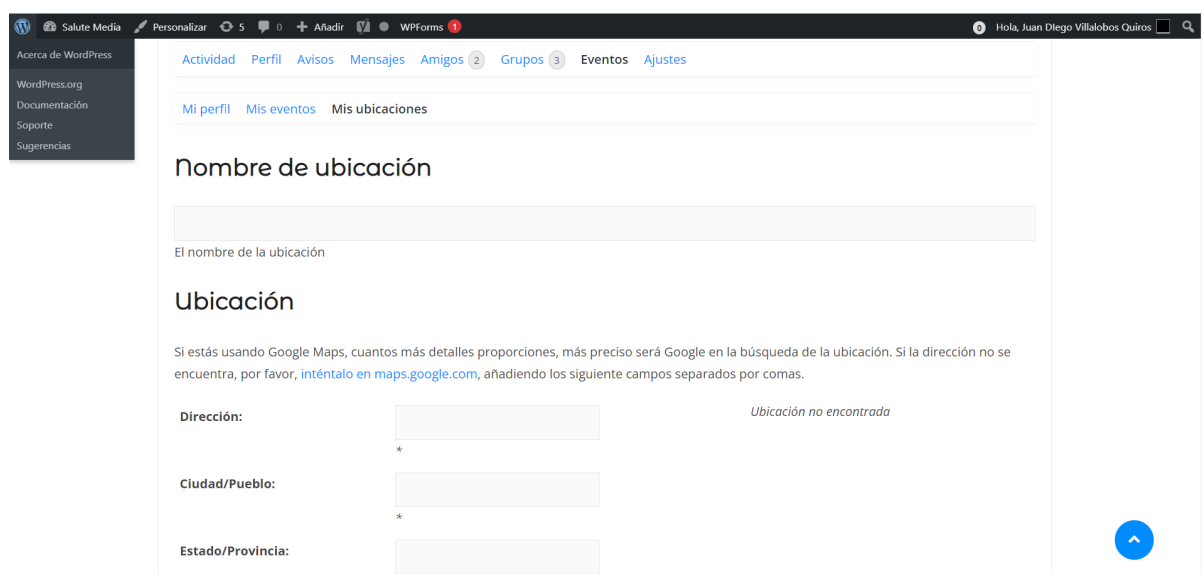 Salute Media Personalizar 5 0 Añadir WPForms 1 0 Hola, Juan DIego Villalobos Quiros
Acerca de WordPress
WordPress.org
Documentación
Soporte
Sugerencias
Actividad Perfil Avisos Mensajes Amigos 2 Grupos 3 Eventos Ajustes
Mi perfil Mis eventos Mis ubicaciones
Nombre de ubicación
El nombre de la ubicación
Ubicación
Si estás usando Google Maps, cuantos más detalles proporciones, más preciso será Google en la búsqueda de la ubicación. Si la dirección no se
encuentra, por favor, inténtalo en maps.google.com, añadiendo los siguiente campos separados por comas.
Dirección:
*
Ubicación no encontrada
Ciudad/Pueblo:
*
Estado/Provincia: